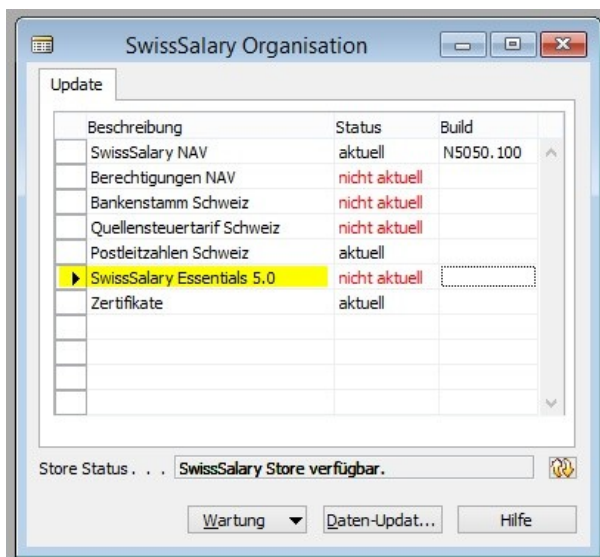 SwissSalary Organisation
Update
Beschreibung Status Build
SwissSalary NAV aktuell N5050.100
Berechtigungen NAV nicht aktuell
Bankenstamm Schweiz nicht aktuell
Quellensteuertarif Schweiz nicht aktuell
Postleitzahlen Schweiz aktuell
SwissSalary Essentials 5.0 nicht aktuell
Zertifikate aktuell
Store Status . . . SwissSalary Store verfügbar.
Wartung Daten-Updat... Hilfe